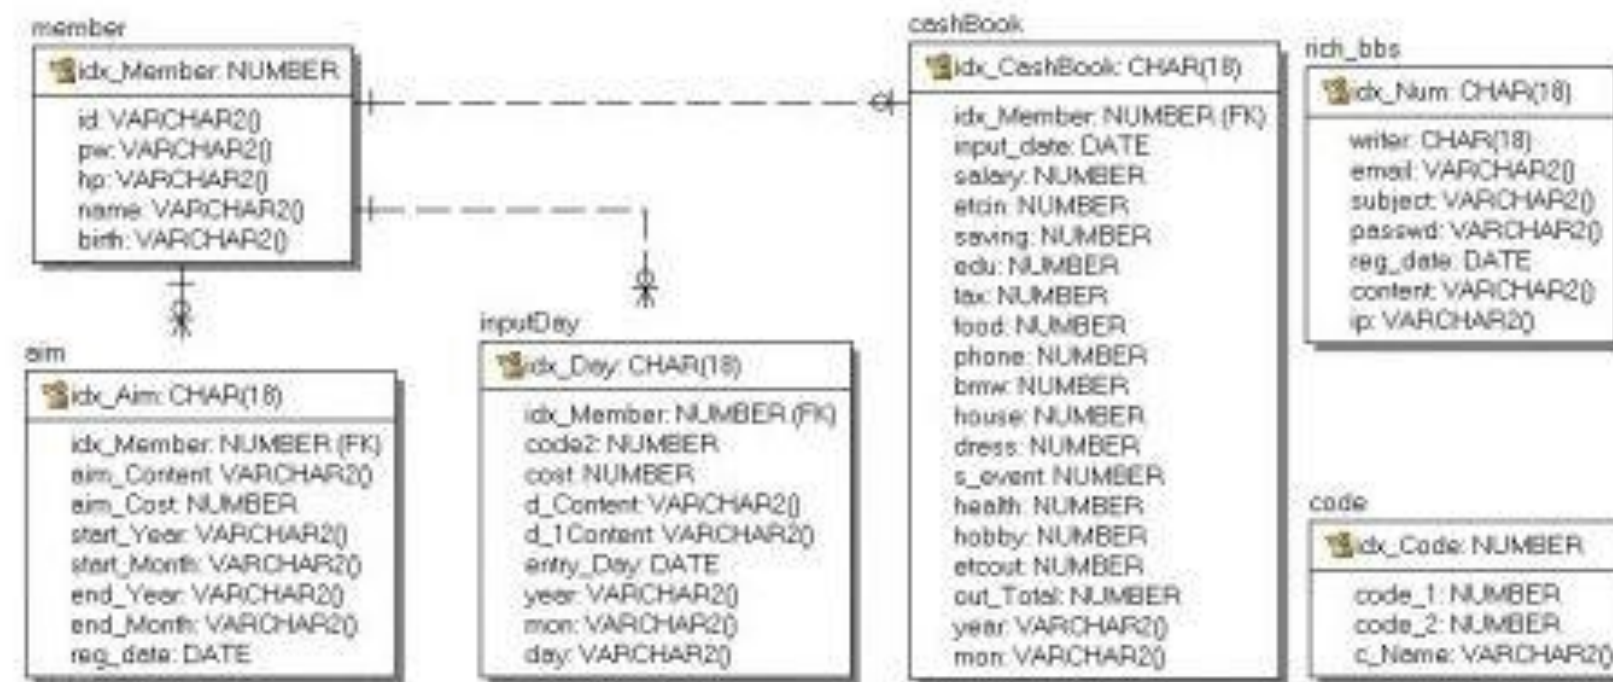 member
idx_Member: NUMBER
id: VARCHAR2()
pw: VARCHAR2()
hp: VARCHAR2()
name: VARCHAR2()
birth: VARCHAR2()
aim
idx_Aim: CHAR(18)
idx_Member: NUMBER (FK)
aim_Content: VARCHAR2()
aim_Cost: NUMBER
start_Year: VARCHAR2()
start_Month: VARCHAR2()
end_Year: VARCHAR2()
end_Month: VARCHAR2()
reg_date: DATE
inputDay
idx_Day: CHAR(18)
idx_Member: NUMBER (FK)
code2: NUMBER
cost: NUMBER
d_Content: VARCHAR2()
d_1Content: VARCHAR2()
entry_Day: DATE
year: VARCHAR2()
mon: VARCHAR2()
day: VARCHAR2()
cashBook
idx_CashBook: CHAR(18)
idx_Member: NUMBER (FK)
input_date: DATE
salary: NUMBER
etcin: NUMBER
saving: NUMBER
edu: NUMBER
tax: NUMBER
food: NUMBER
phone: NUMBER
bmw: NUMBER
house: NUMBER
dress: NUMBER
s_event: NUMBER
health: NUMBER
hobby: NUMBER
etcout: NUMBER
out_Total: NUMBER
year: VARCHAR2()
mon: VARCHAR2()
rich_bbs
idx_Num: CHAR(18)
writer: CHAR(18)
email: VARCHAR2()
subject: VARCHAR2()
passwd: VARCHAR2()
reg_date: DATE
content: VARCHAR2()
ip: VARCHAR2()
code
idx_Code: NUMBER
code_1: NUMBER
code_2: NUMBER
c_Name: VARCHAR2()